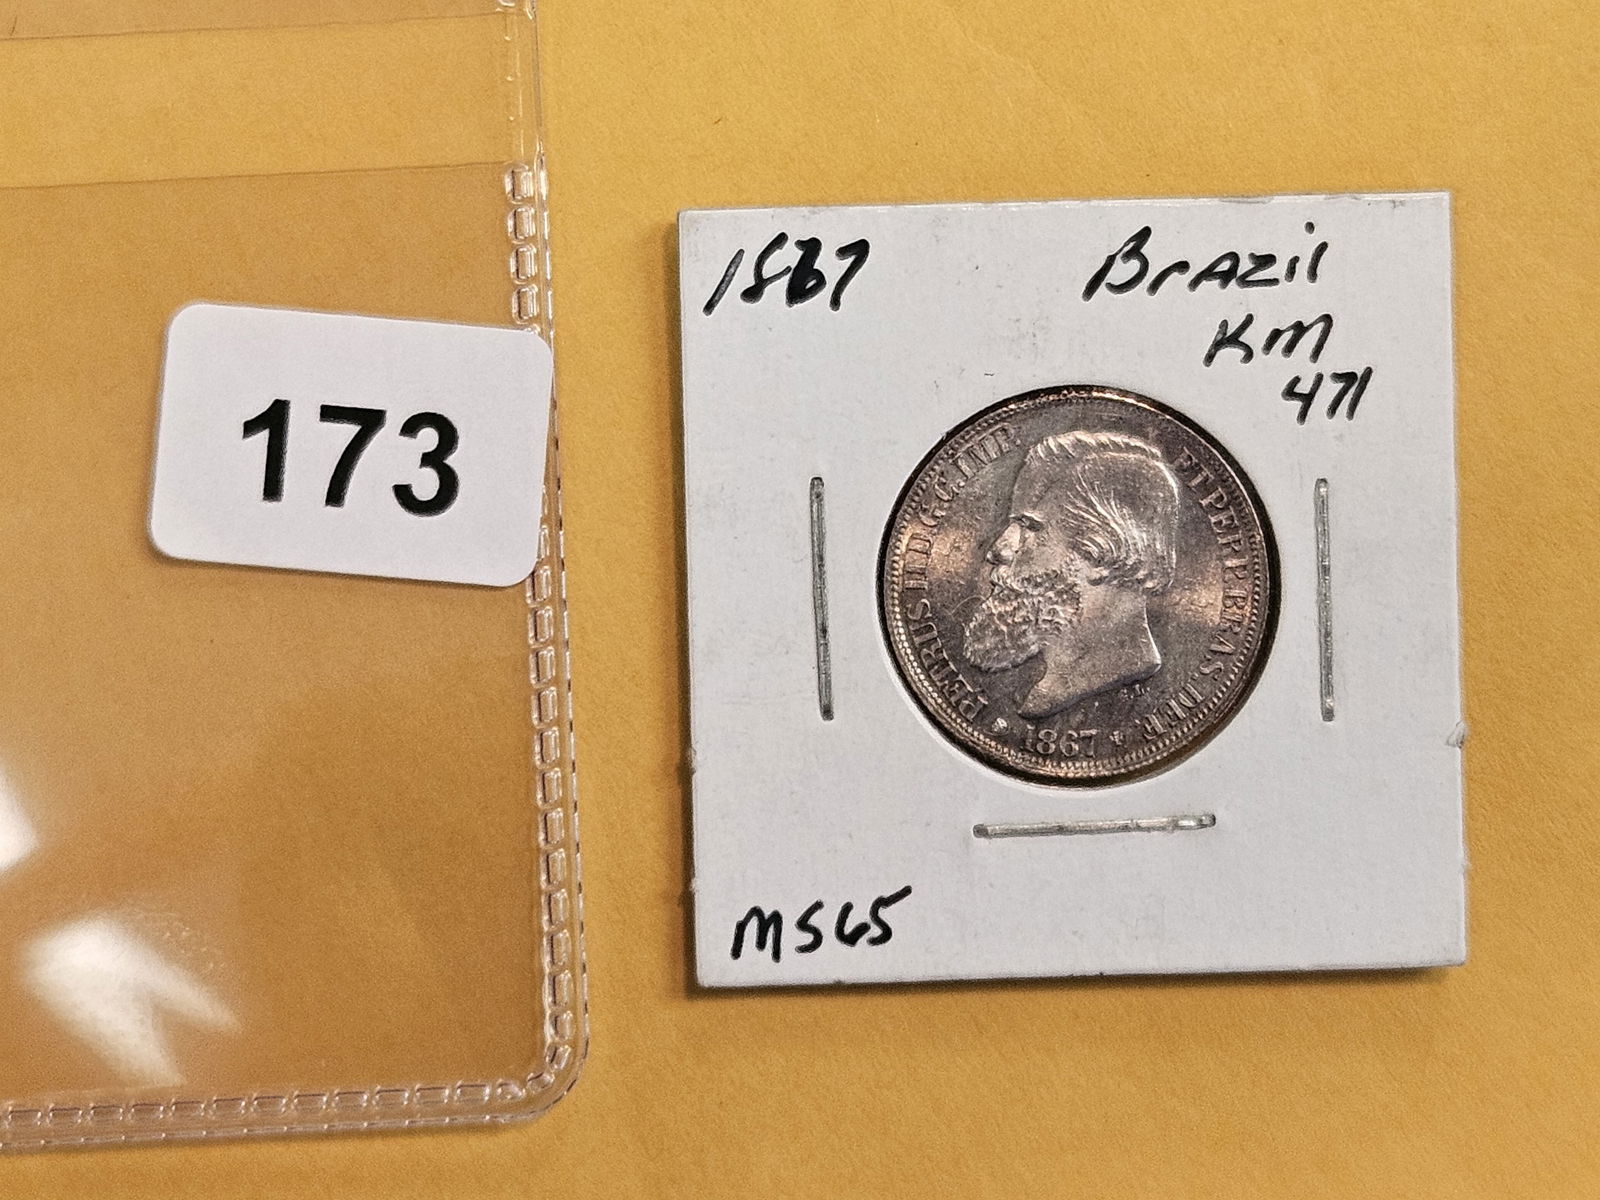 173
1867 Brazil
KM
471
PETRUS II D.G.C.IMP. ET PERP.BRAS.DEF.
F.L.
1867
MS65